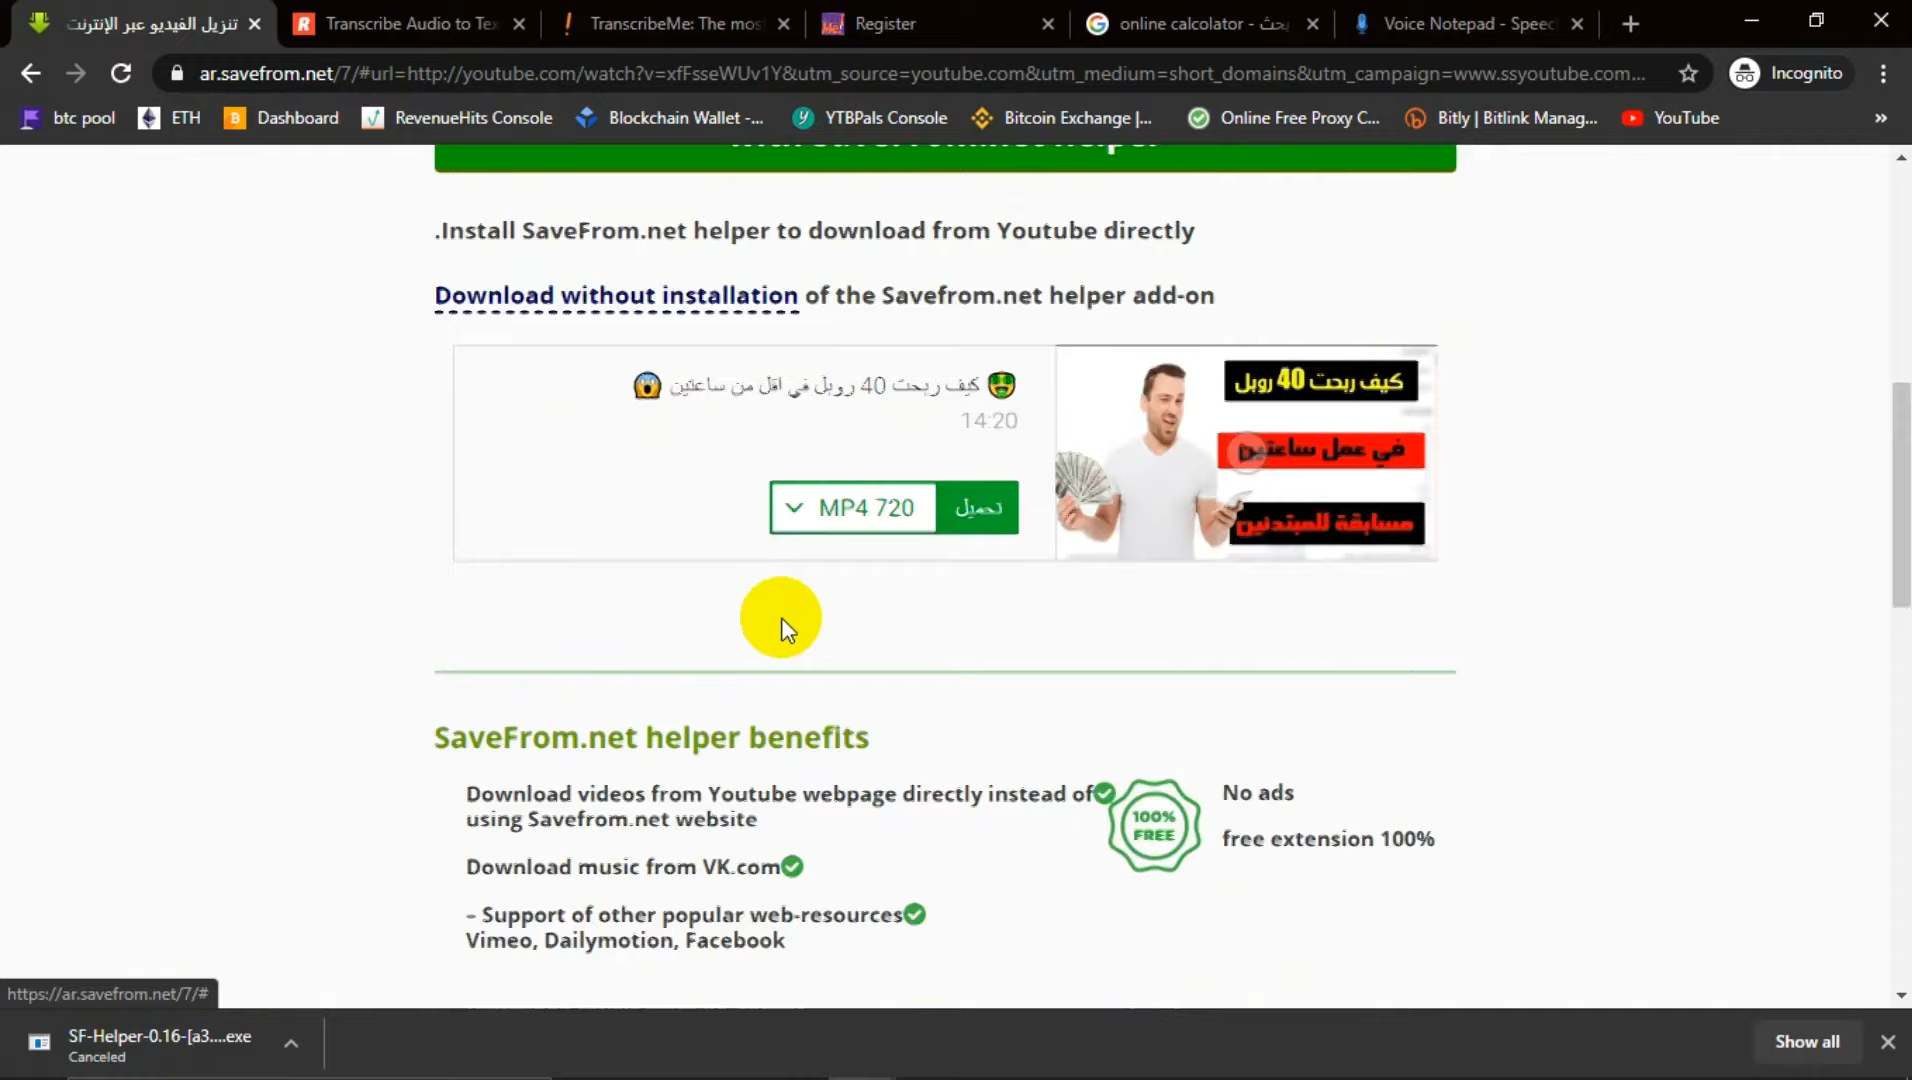 تنزيل الفيديو عبر الإنترنت
Transcribe Audio to Tex
TranscribeMe: The mos
Register
online calcolator - بحث
Voice Notepad - Speec
ar.savefrom.net/7/#url=http://youtube.com/watch?v=xfFsseWUv1Y&utm_source=youtube.com&utm_medium=short_domains&utm_campaign=www.ssyoutube.com...
Incognito
btc pool
ETH
Dashboard
RevenueHits Console
Blockchain Wallet -...
YTBPals Console
Bitcoin Exchange |...
Online Free Proxy C...
Bitly | Bitlink Manag...
YouTube
»
.Install SaveFrom.net helper to download from Youtube directly
Download without installation of the Savefrom.net helper add-on
🤑 كيف ربحت 40 روبل في اقل من ساعتين 😱
14:20
MP4 720
تحميل
كيف ربحت 40 روبل
في عمل ساعتين
مسابقة للمبتدئين
SaveFrom.net helper benefits
Download videos from Youtube webpage directly instead of
using Savefrom.net website
Download music from VK.com
- Support of other popular web-resources
Vimeo, Dailymotion, Facebook
100%
FREE
No ads
free extension 100%
https://ar.savefrom.net/7/#
SF-Helper-0.16-[a3....exe
Canceled
Show all